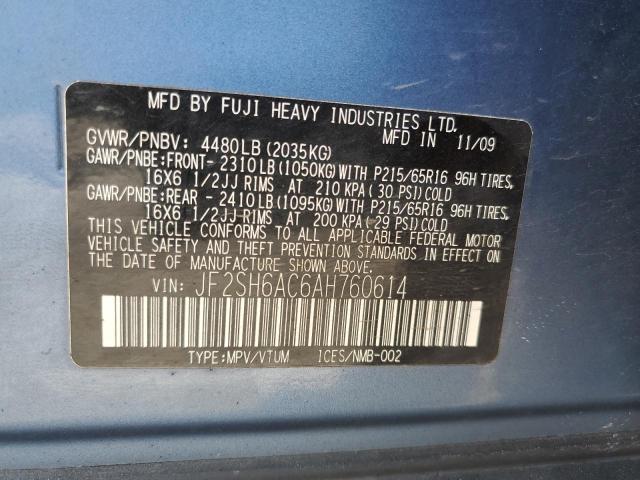 MFD BY FUJI HEAVY INDUSTRIES LTD.
MFD IN 11/09
GVWR/PNBV: 4480LB (2035KG)
GAWR/PNBE:FRONT- 2310LB(1050KG)WITH P215/65R16 96H TIRES,
16X6 1/2JJ RIMS AT 210 KPA( 30 PSI)COLD
GAWR/PNBE:REAR - 2410LB(1095KG)WITH P215/65R16 96H TIRES,
16X6 1/2JJ RIMS AT 200 KPA( 29 PSI)COLD
THIS VEHICLE CONFORMS TO ALL APPLICABLE FEDERAL MOTOR
VEHICLE SAFETY AND THEFT PREVENTION STANDARDS IN EFFECT ON
THE DATE OF MANUFACTURE SHOWN ABOVE.
VIN: JF2SH6AC6AH760614
TYPE:MPV/VTUM ICES/NMB-002